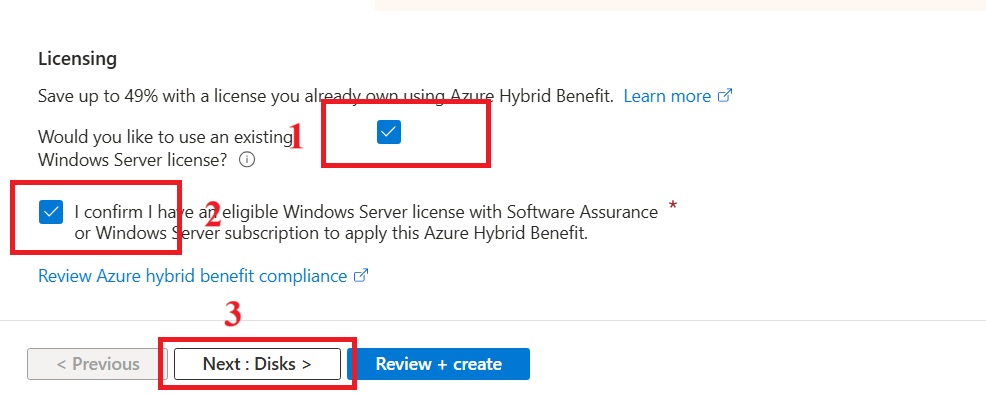 Licensing
Save up to 49% with a license you already own using Azure Hybrid Benefit. Learn more
Would you like to use an existing
Windows Server license?
1
I confirm I have an eligible Windows Server license with Software Assurance *
or Windows Server subscription to apply this Azure Hybrid Benefit.
2
Review Azure hybrid benefit compliance
3
< Previous
Next : Disks >
Review + create